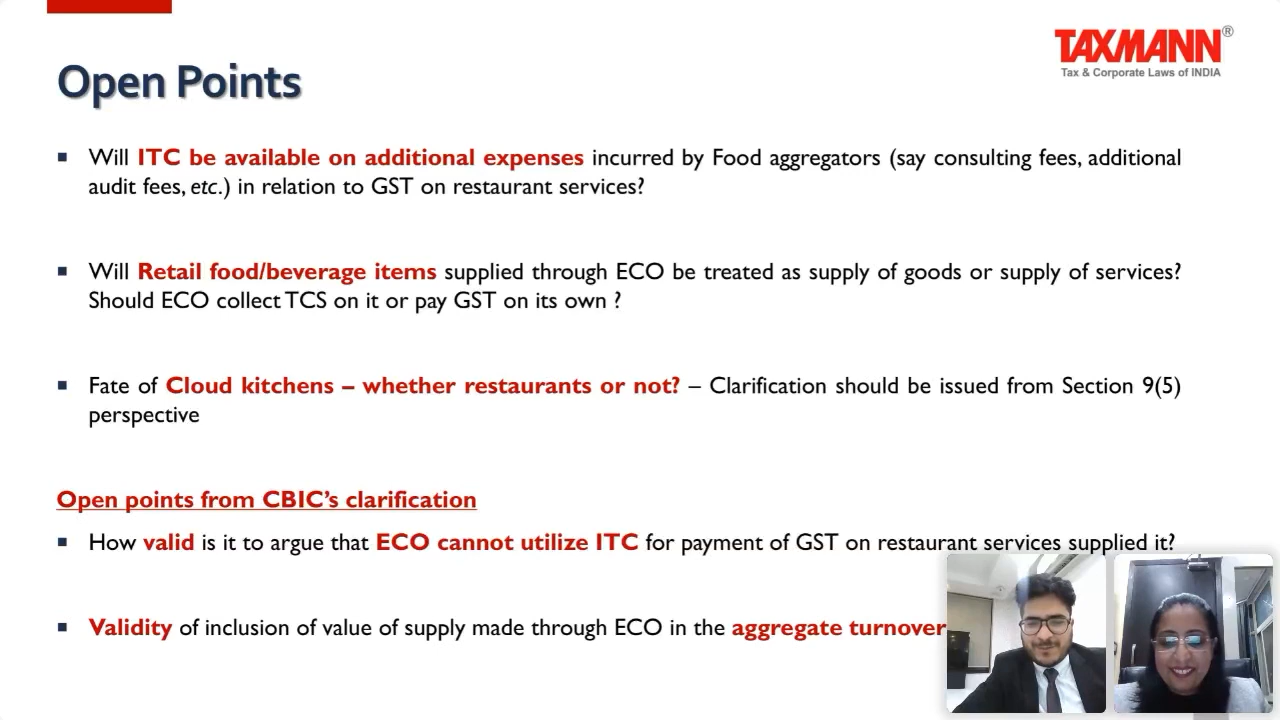 TAXMANN®
Tax & Corporate Laws of INDIA
Open Points
▪ Will ITC be available on additional expenses incurred by Food aggregators (say consulting fees, additional
audit fees, etc.) in relation to GST on restaurant services?
▪ Will Retail food/beverage items supplied through ECO be treated as supply of goods or supply of services?
Should ECO collect TCS on it or pay GST on its own ?
▪ Fate of Cloud kitchens – whether restaurants or not? – Clarification should be issued from Section 9(5)
perspective
Open points from CBIC’s clarification
▪ How valid is it to argue that ECO cannot utilize ITC for payment of GST on restaurant services supplied it?
▪ Validity of inclusion of value of supply made through ECO in the aggregate turnover